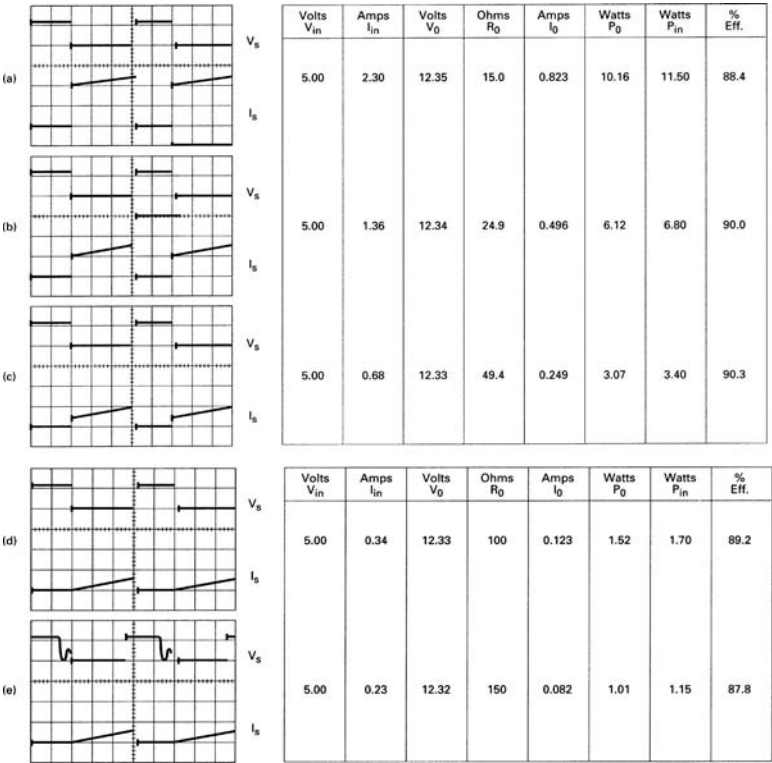 Volts Amps Volts Ohms Amps Watts Watts %
Vin Iin V0 R0 I0 P0 Pin Eff.
Vs
(a) 5.00 2.30 12.35 15.0 0.823 10.16 11.50 88.4
Is
Vs
(b) 5.00 1.36 12.34 24.9 0.496 6.12 6.80 90.0
Is
Vs
(c) 5.00 0.68 12.33 49.4 0.249 3.07 3.40 90.3
Is
Volts Amps Volts Ohms Amps Watts Watts %
Vin Iin V0 R0 I0 P0 Pin Eff.
Vs
(d) 5.00 0.34 12.33 100 0.123 1.52 1.70 89.2
Is
Vs
(e) 5.00 0.23 12.32 150 0.082 1.01 1.15 87.8
Is